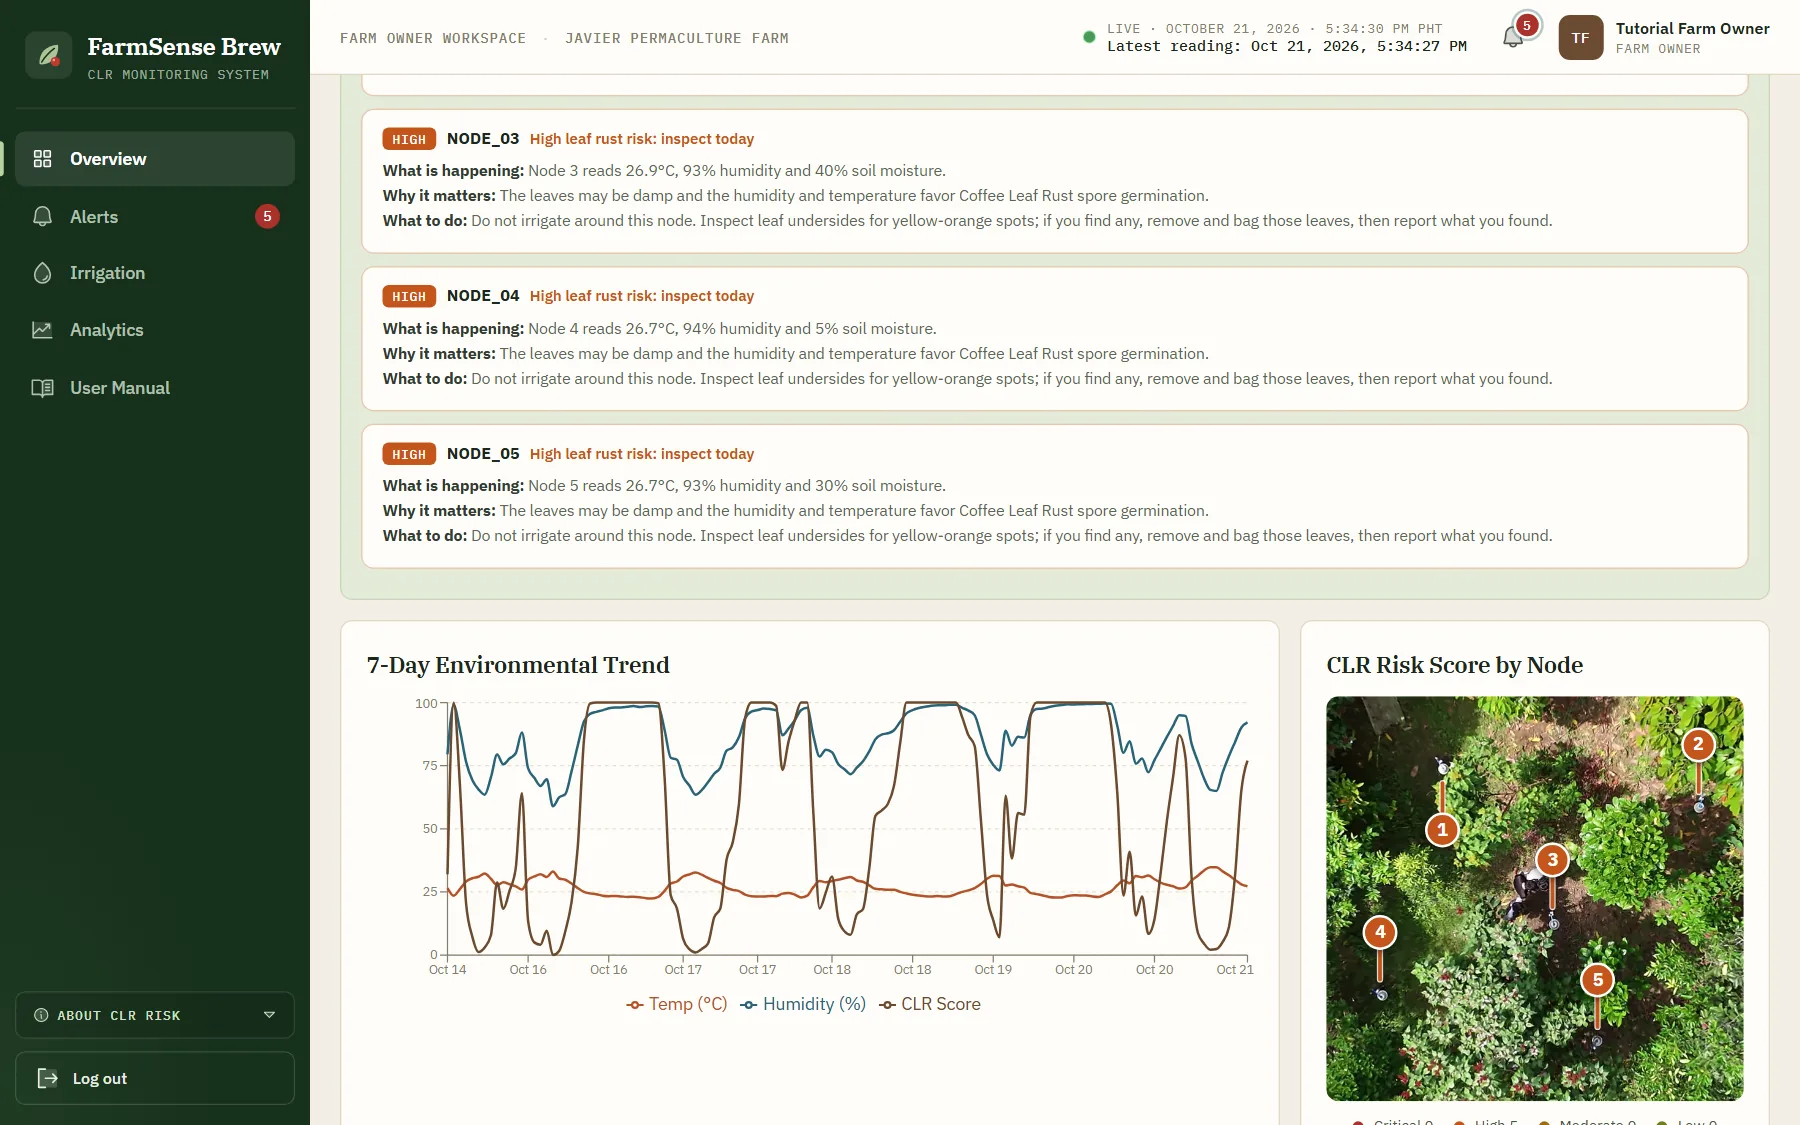 FarmSense Brew
CLR MONITORING SYSTEM
Overview
Alerts
5
Irrigation
Analytics
User Manual
ABOUT CLR RISK
Log out
FARM OWNER WORKSPACE · JAVIER PERMACULTURE FARM
LIVE · OCTOBER 21, 2026 · 5:34:30 PM PHT
Latest reading: Oct 21, 2026, 5:34:27 PM
5
TF
Tutorial Farm Owner
FARM OWNER
HIGH NODE_03 High leaf rust risk: inspect today
What is happening: Node 3 reads 26.9°C, 93% humidity and 40% soil moisture.
Why it matters: The leaves may be damp and the humidity and temperature favor Coffee Leaf Rust spore germination.
What to do: Do not irrigate around this node. Inspect leaf undersides for yellow-orange spots; if you find any, remove and bag those leaves, then report what you found.
HIGH NODE_04 High leaf rust risk: inspect today
What is happening: Node 4 reads 26.7°C, 94% humidity and 5% soil moisture.
Why it matters: The leaves may be damp and the humidity and temperature favor Coffee Leaf Rust spore germination.
What to do: Do not irrigate around this node. Inspect leaf undersides for yellow-orange spots; if you find any, remove and bag those leaves, then report what you found.
HIGH NODE_05 High leaf rust risk: inspect today
What is happening: Node 5 reads 26.7°C, 93% humidity and 30% soil moisture.
Why it matters: The leaves may be damp and the humidity and temperature favor Coffee Leaf Rust spore germination.
What to do: Do not irrigate around this node. Inspect leaf undersides for yellow-orange spots; if you find any, remove and bag those leaves, then report what you found.
7-Day Environmental Trend
100
75
50
25
0
Oct 14 Oct 16 Oct 16 Oct 17 Oct 17 Oct 18 Oct 18 Oct 19 Oct 20 Oct 20 Oct 21
Temp (°C) Humidity (%) CLR Score
CLR Risk Score by Node
2
1
3
4
5
Critical 0 High 5 Moderate 0 Low 0